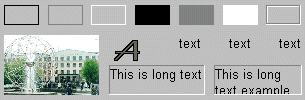 A
text
text
text
This is long text
This is long
text example